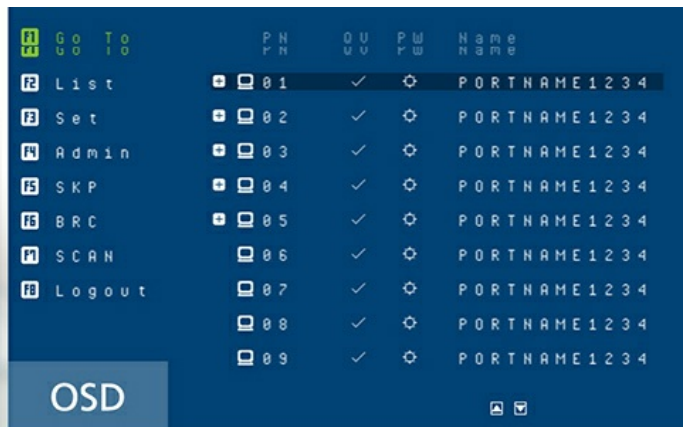 F1 Go To PN QV PW Name
F2 List 01 PORTNAME1234
F3 Set 02 PORTNAME1234
F4 Admin 03 PORTNAME1234
F5 SKP 04 PORTNAME1234
F6 BRC 05 PORTNAME1234
F7 SCAN 06 PORTNAME1234
F8 Logout 07 PORTNAME1234
08 PORTNAME1234
09 PORTNAME1234
OSD